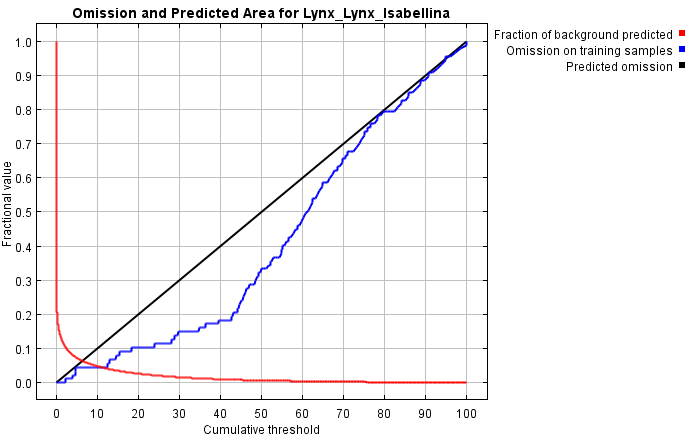 Omission and Predicted Area for Lynx_Lynx_Isabellina
Fraction of background predicted
Omission on training samples
Predicted omission
Fractional value
1.0
0.9
0.8
0.7
0.6
0.5
0.4
0.3
0.2
0.1
0.0
0 10 20 30 40 50 60 70 80 90 100
Cumulative threshold